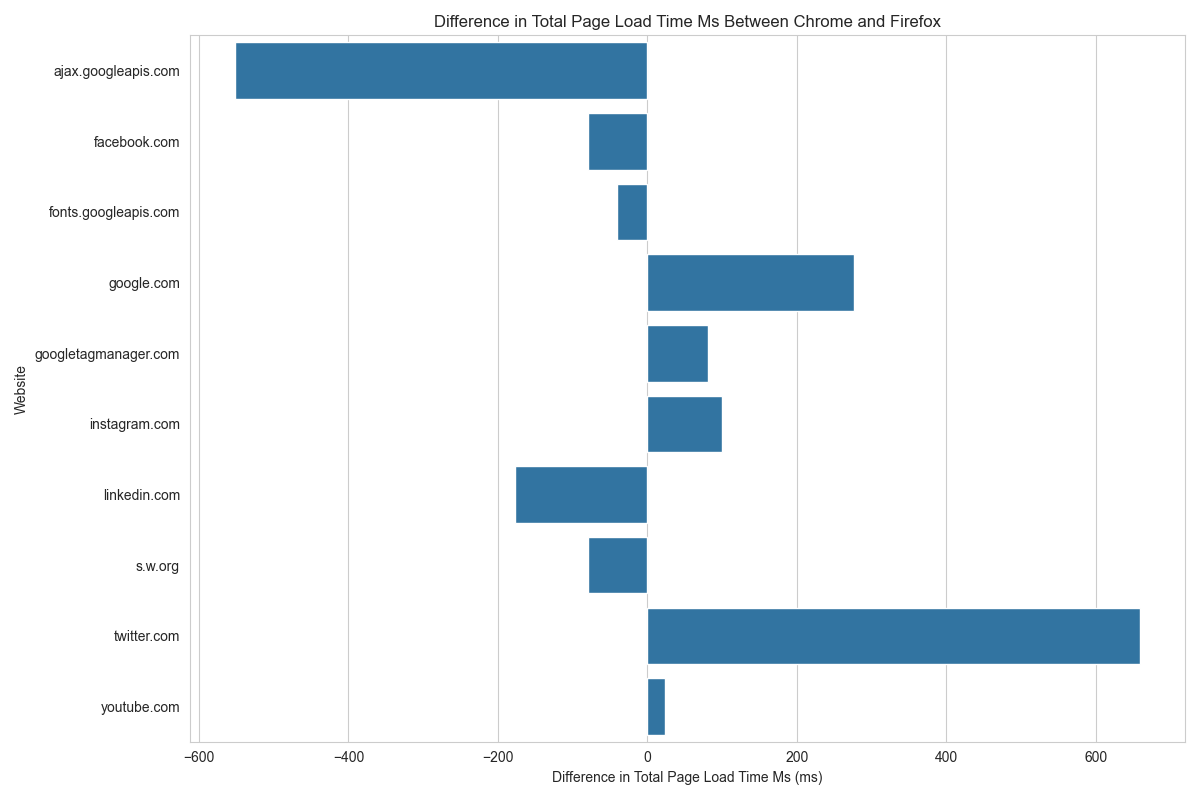 Difference in Total Page Load Time Ms Between Chrome and Firefox
Website
ajax.googleapis.com
facebook.com
fonts.googleapis.com
google.com
googletagmanager.com
instagram.com
linkedin.com
s.w.org
twitter.com
youtube.com
−600 −400 −200 0 200 400 600
Difference in Total Page Load Time Ms (ms)